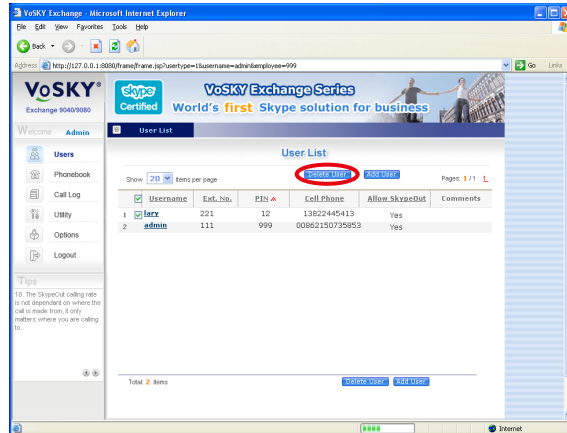 VoSKY Exchange - Microsoft Internet Explorer
File Edit View Favorites Tools Help
Back
Address http://127.0.0.1:8080/frame/frame.jsp?usertype=1&username=admin&employee=999 Go Links
VoSKY®
Exchange 9040/9080
skype Certified
VoSKY Exchange Series
World's first Skype solution for business
Welcome Admin
User List
Users
Phonebook
Call Log
Utility
Options
Logout
User List
Show 20 items per page Delete User Add User Pages: 1 / 1 1
Username Ext. No. PIN Cell Phone Allow SkypeOut Comments
1 lary 221 12 13822445413 Yes
2 admin 111 999 00862150735853 Yes
Tips
18. The SkypeOut calling rate
is not dependant on where the
call is made from, it only
matters where you are calling
to.
Total 2 items Delete User Add User
Internet